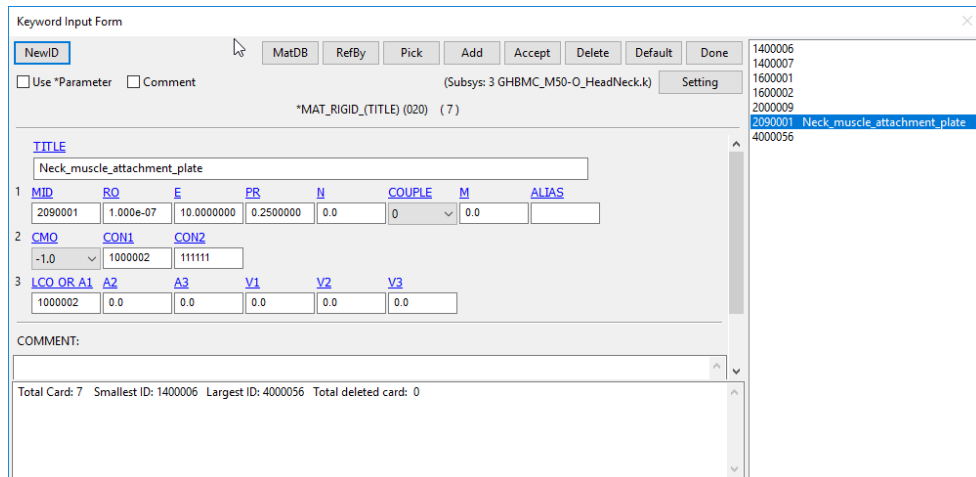 Keyword Input Form
NewID MatDB RefBy Pick Add Accept Delete Default Done
Use *Parameter Comment (Subsys: 3 GHBMC_M50-O_HeadNeck.k) Setting
*MAT_RIGID_(TITLE) (020) (7)
TITLE
Neck_muscle_attachment_plate
1 MID RO E PR N COUPLE M ALIAS
2090001 1.000e-07 10.0000000 0.2500000 0.0 0 0.0
2 CMO CON1 CON2
-1.0 1000002 111111
3 LCO OR A1 A2 A3 V1 V2 V3
1000002 0.0 0.0 0.0 0.0 0.0
COMMENT:
Total Card: 7 Smallest ID: 1400006 Largest ID: 4000056 Total deleted card: 0
1400006
1400007
1600001
1600002
2000009
2090001 Neck_muscle_attachment_plate
4000056